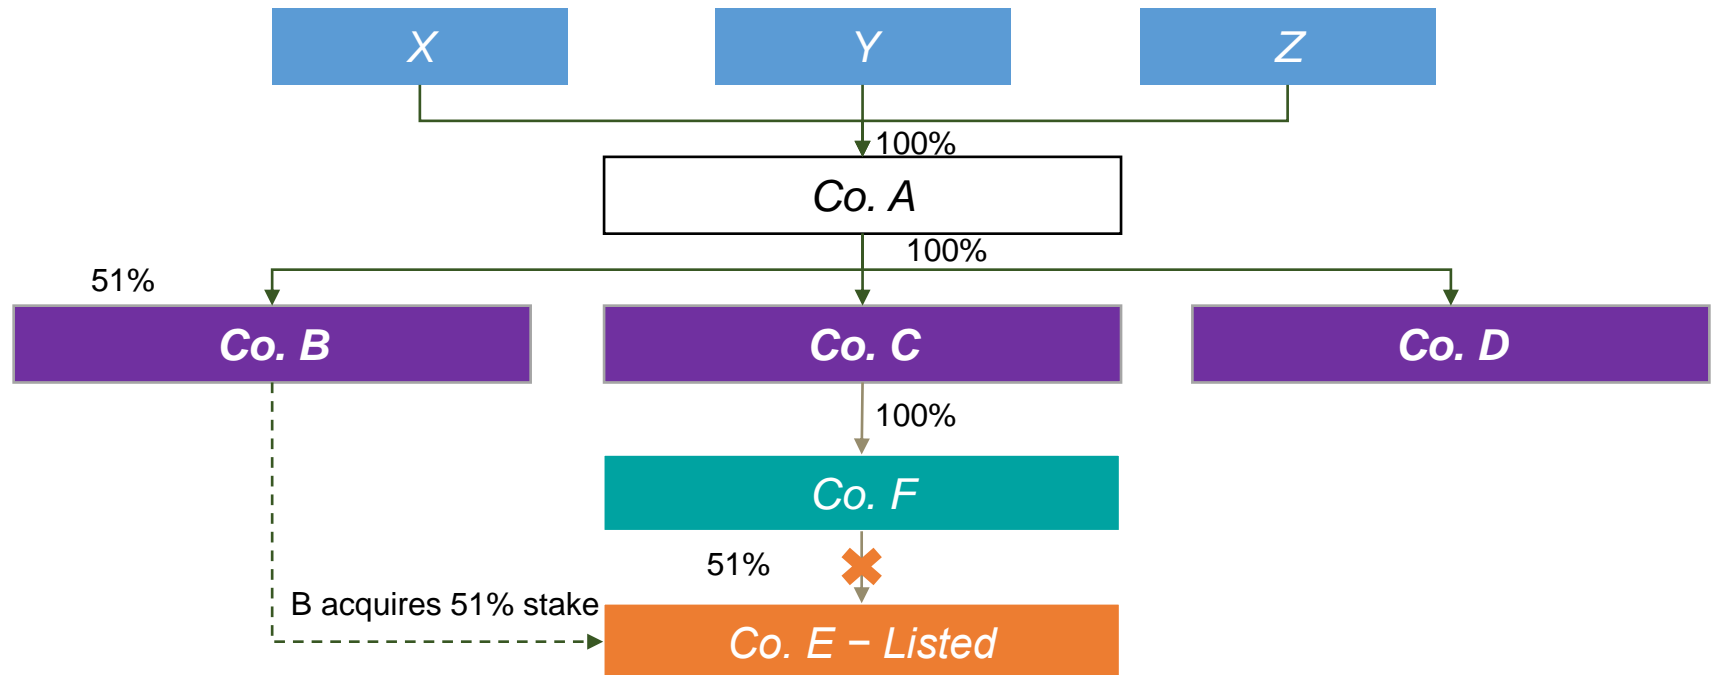 X
Y
Z
100%
Co. A
100%
51%
Co. B
Co. C
Co. D
100%
Co. F
51%
B acquires 51% stake
Co. E − Listed